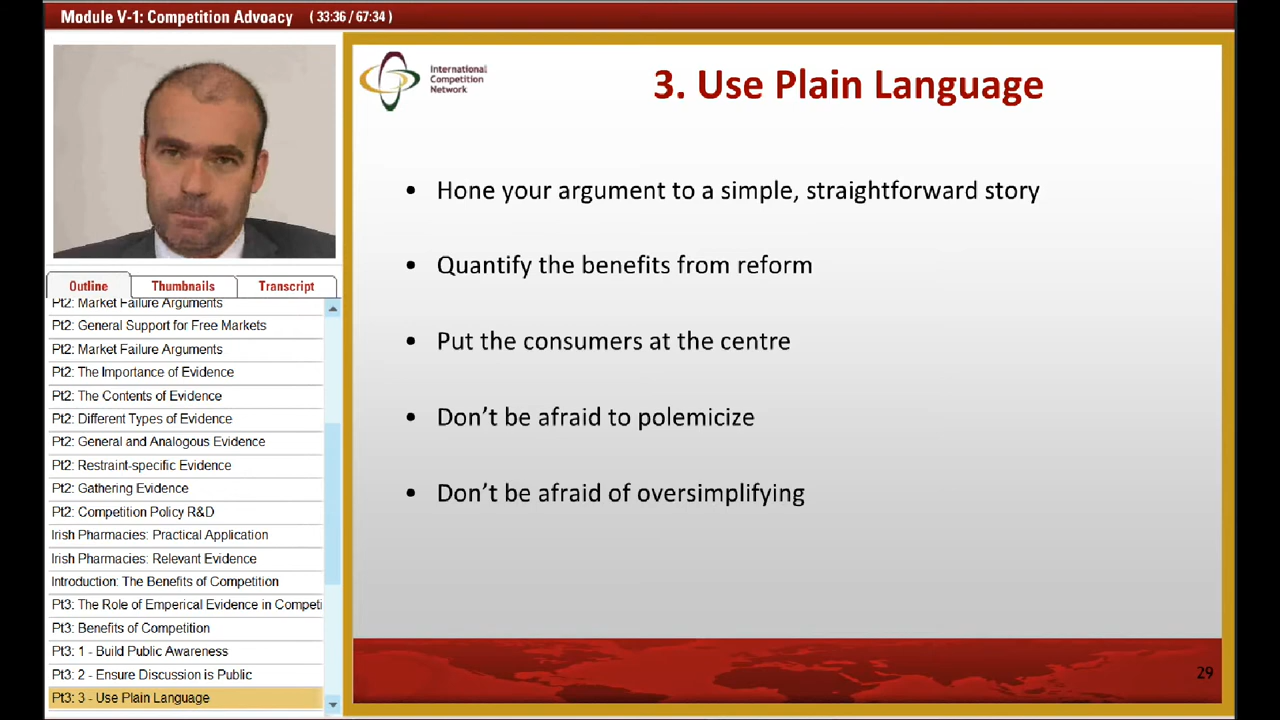 Module V-1: Competition Advocacy ( 33:36 / 67:34 )
International
Competition
Network
3. Use Plain Language
• Hone your argument to a simple, straightforward story
• Quantify the benefits from reform
• Put the consumers at the centre
• Don't be afraid to polemicize
• Don't be afraid of oversimplifying
29
Outline Thumbnails Transcript
Pt2: Market Failure Arguments
Pt2: General Support for Free Markets
Pt2: Market Failure Arguments
Pt2: The Importance of Evidence
Pt2: The Contents of Evidence
Pt2: Different Types of Evidence
Pt2: General and Analogous Evidence
Pt2: Restraint-specific Evidence
Pt2: Gathering Evidence
Pt2: Competition Policy R&D
Irish Pharmacies: Practical Application
Irish Pharmacies: Relevant Evidence
Introduction: The Benefits of Competition
Pt3: The Role of Emperical Evidence in Competi
Pt3: Benefits of Competition
Pt3: 1 - Build Public Awareness
Pt3: 2 - Ensure Discussion is Public
Pt3: 3 - Use Plain Language